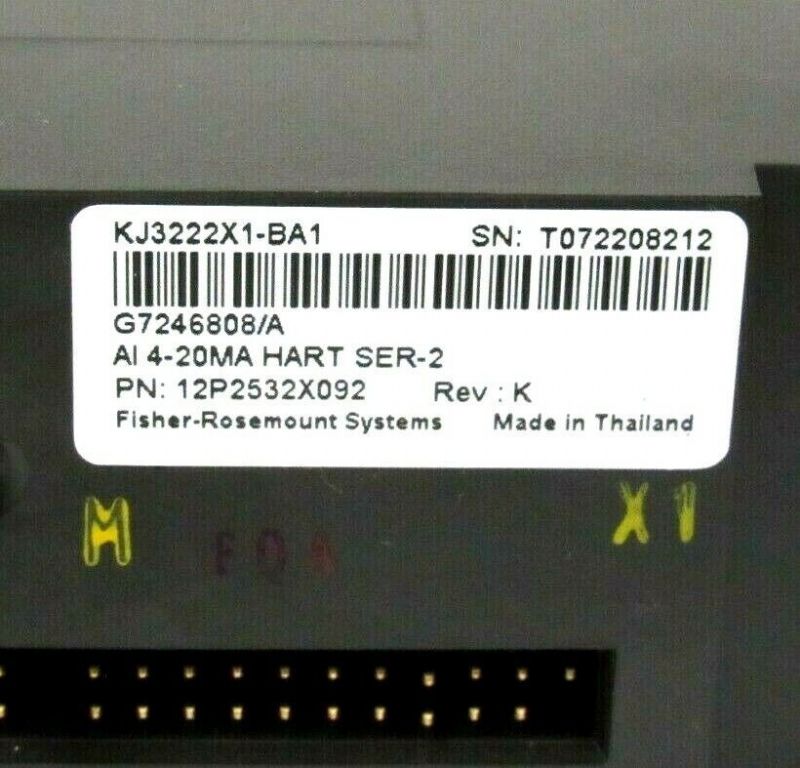 KJ3222X1-BA1 SN: T072208212
G7246808/A
AI 4-20MA HART SER-2
PN: 12P2532X092 Rev : K
Fisher-Rosemount Systems Made in Thailand
M X1